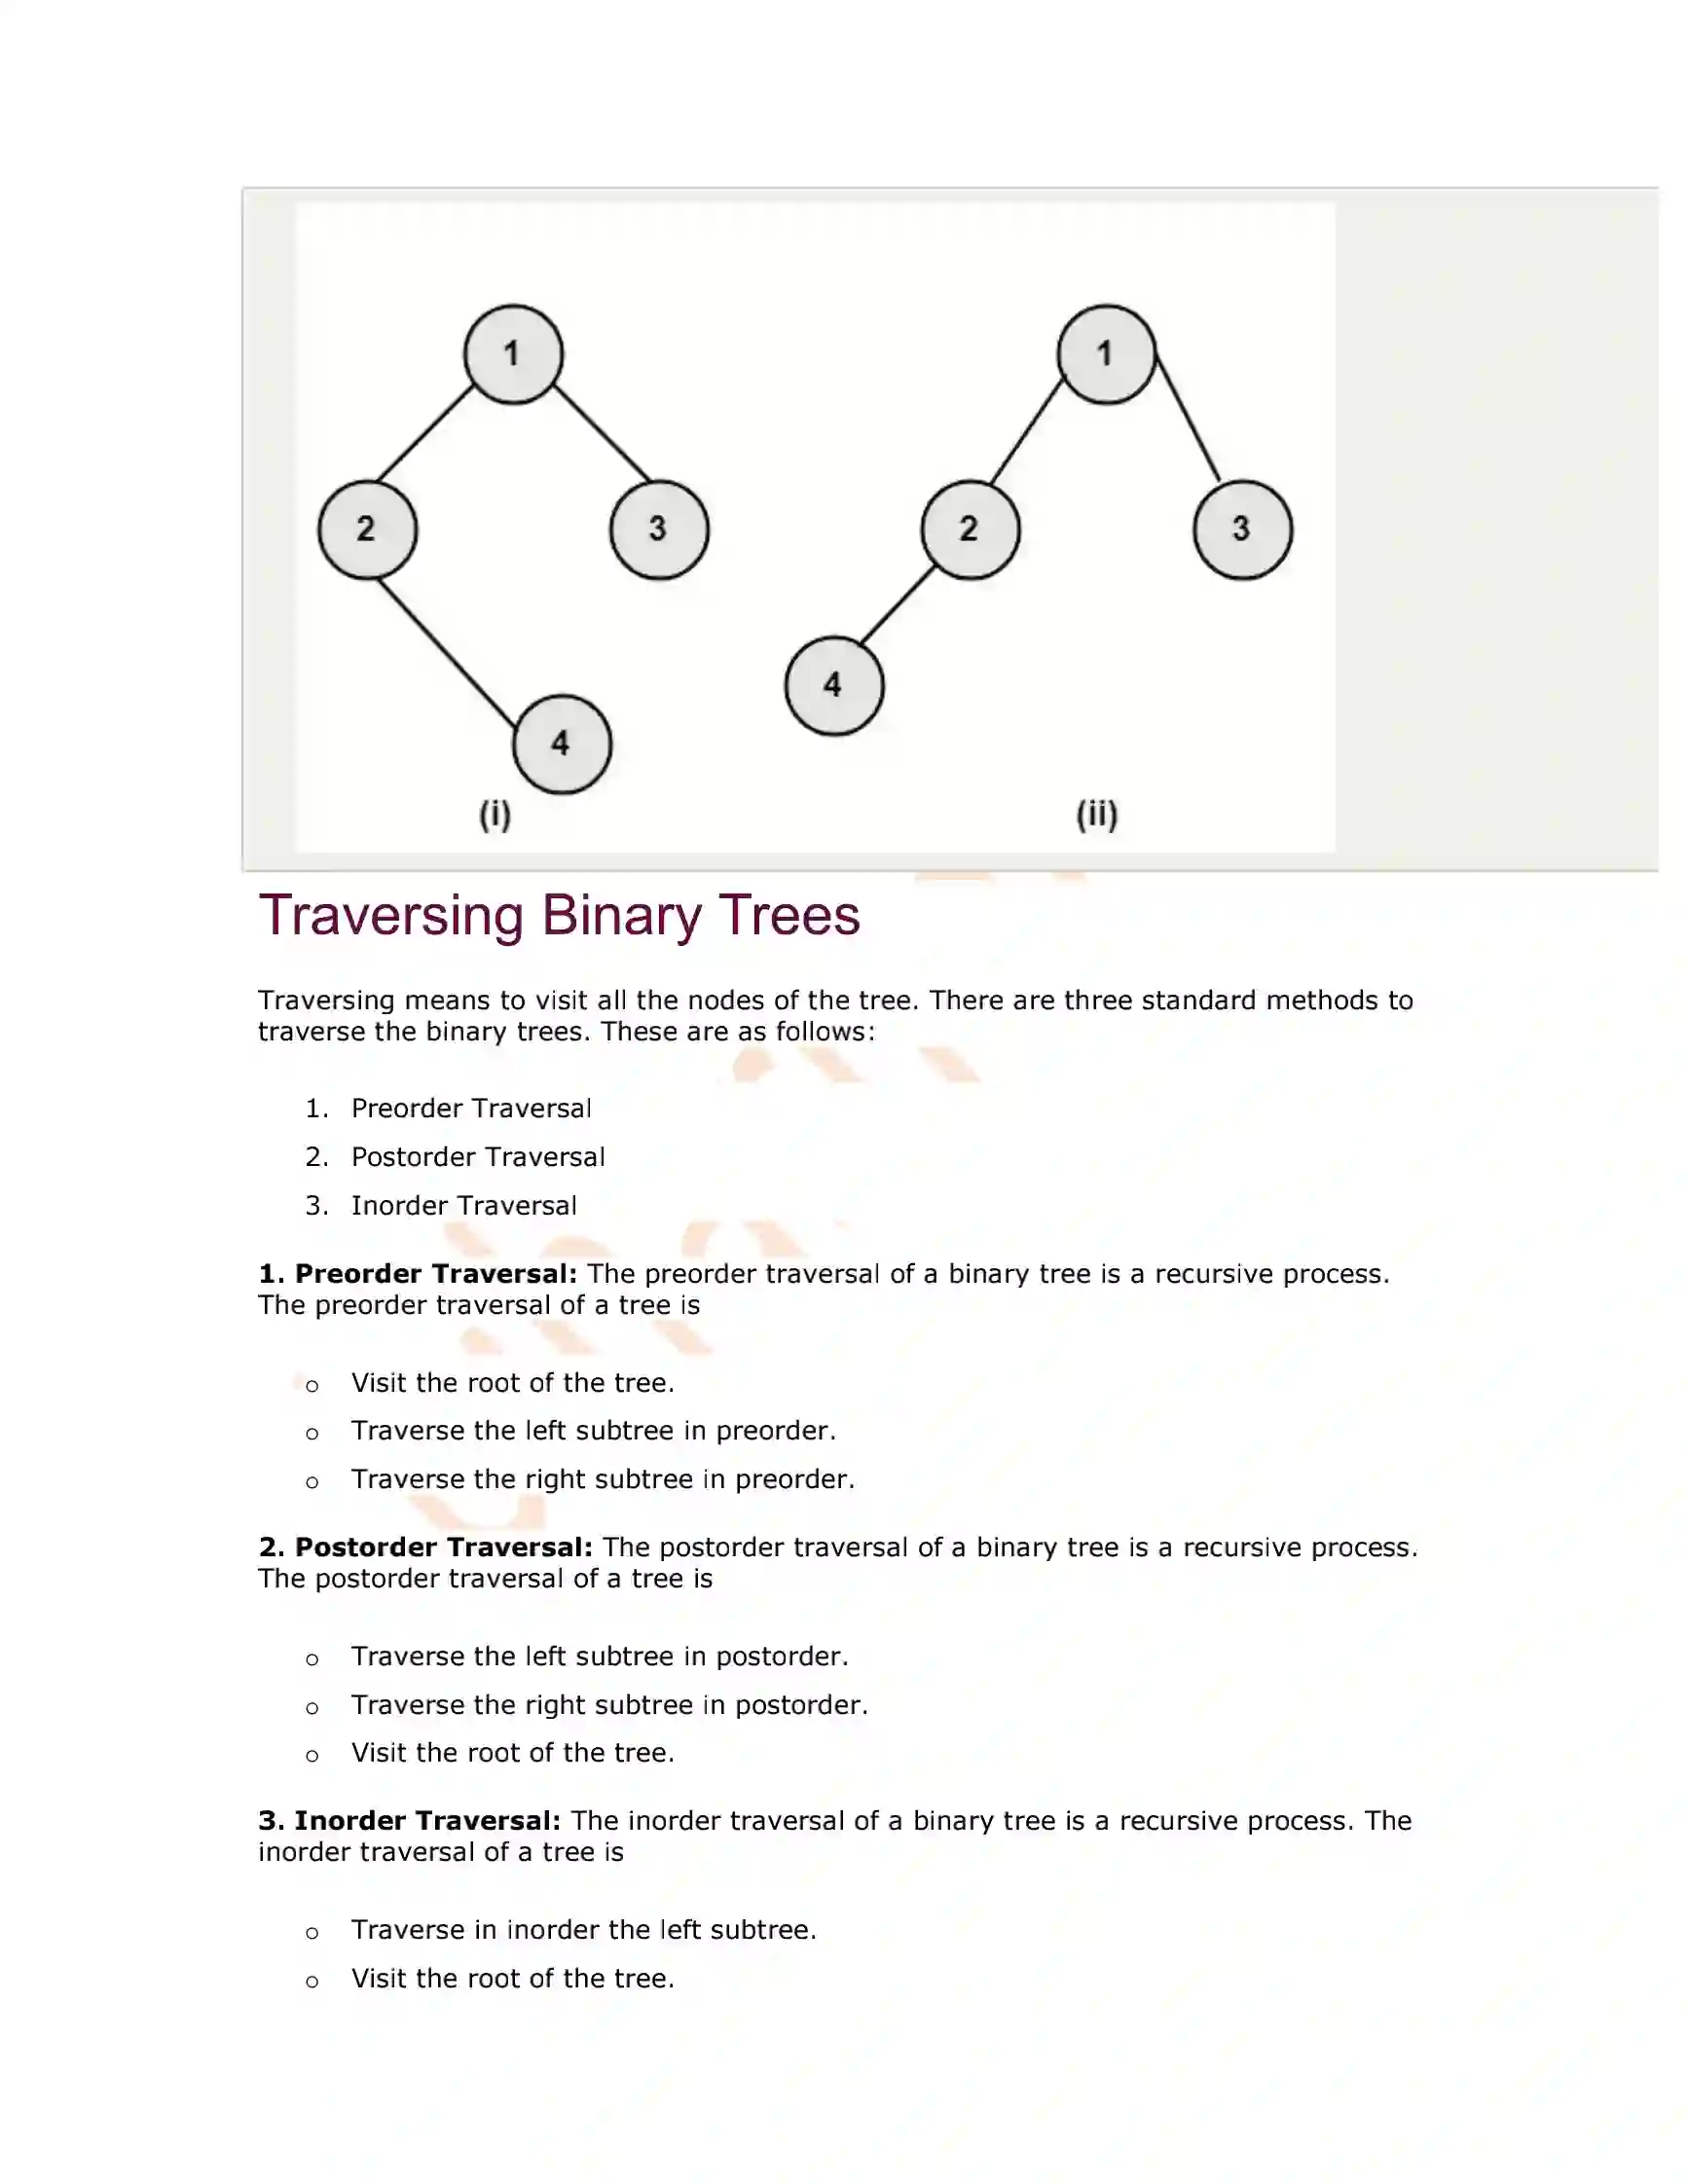 1
1
2
3
2
3
4
4
(i)
(ii)
Traversing Binary Trees
Traversing means to visit all the nodes of the tree. There are three standard methods to
traverse the binary trees. These are as follows:
1. Preorder Traversal
2. Postorder Traversal
3. Inorder Traversal
1. Preorder Traversal: The preorder traversal of a binary tree is a recursive process.
The preorder traversal of a tree is
o Visit the root of the tree.
o Traverse the left subtree in preorder.
o Traverse the right subtree in preorder.
2. Postorder Traversal: The postorder traversal of a binary tree is a recursive process.
The postorder traversal of a tree is
o Traverse the left subtree in postorder.
o Traverse the right subtree in postorder.
o Visit the root of the tree.
3. Inorder Traversal: The inorder traversal of a binary tree is a recursive process. The
inorder traversal of a tree is
o Traverse in inorder the left subtree.
o Visit the root of the tree.